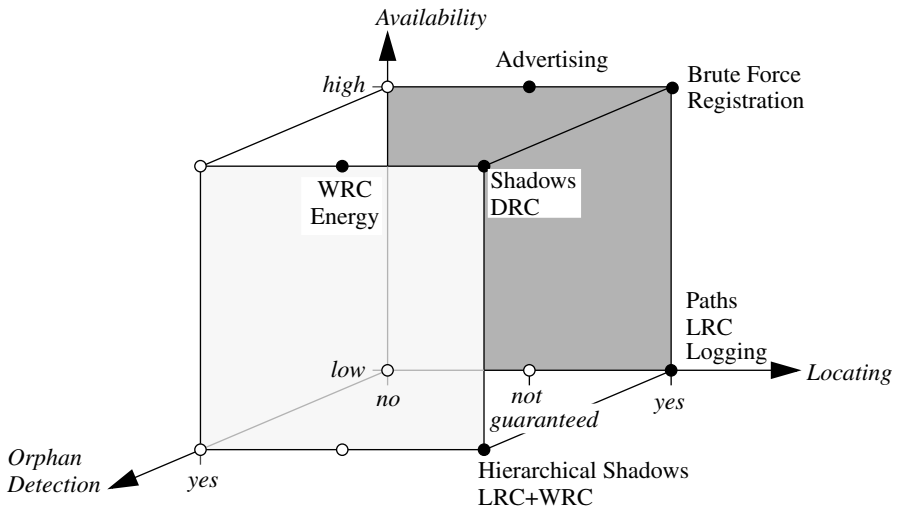 Availability
Advertising
high
Brute Force
Registration
WRC
Energy
Shadows
DRC
Paths
LRC
Logging
low
Locating
no
not
guaranteed
yes
Orphan
Detection
yes
Hierarchical Shadows
LRC+WRC